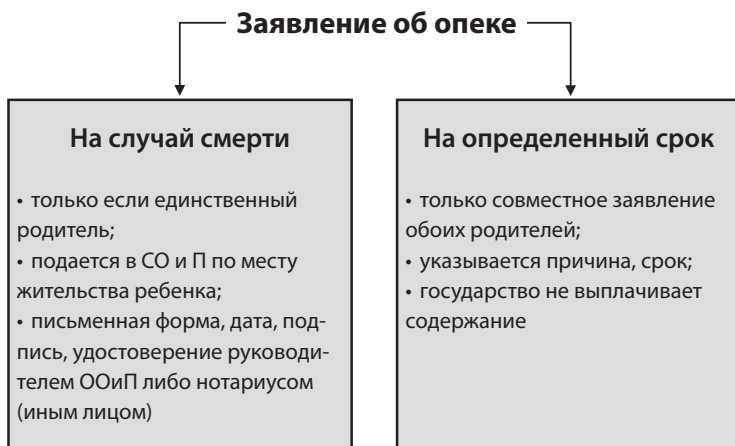 Заявление об опеке
На случай смерти
• только если единственный
родитель;
• подается в СО и П по месту
жительства ребенка;
• письменная форма, дата, под-
пись, удостоверение руководи-
телем ООиП либо нотариусом
(иным лицом)
На определенный срок
• только совместное заявление
обоих родителей;
• указывается причина, срок;
• государство не выплачивает
содержание